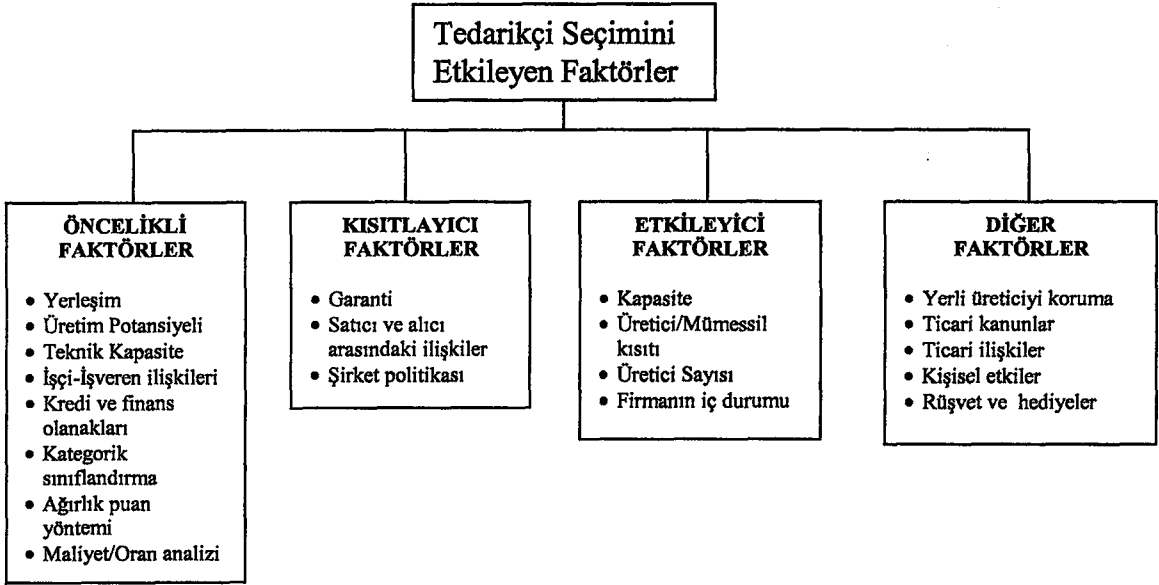 Tedarikçi Seçimini
Etkileyen Faktörler
ÖNCELİKLİ
FAKTÖRLER
• Yerleşim
• Üretim Potansiyeli
• Teknik Kapasite
• İşçi-İşveren ilişkileri
• Kredi ve finans
olanakları
• Kategorik
sınıflandırma
• Ağırlık puan
yöntemi
• Maliyet/Oran analizi
KISITLAYICI
FAKTÖRLER
• Garanti
• Satıcı ve alıcı
arasındaki ilişkiler
• Şirket politikası
ETKİLEYİCİ
FAKTÖRLER
• Kapasite
• Üretici/Mümessil
kısıtı
• Üretici Sayısı
• Firmanın iç durumu
DİĞER
FAKTÖRLER
• Yerli üreticiyi koruma
• Ticari kanunlar
• Ticari ilişkiler
• Kişisel etkiler
• Rüşvet ve hediyeler